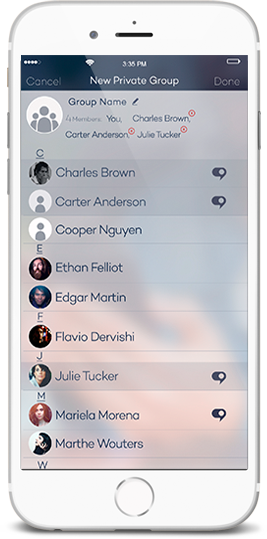 3:35 PM
Cancel New Private Group Done
Group Name
4 Members: You, Charles Brown,
Carter Anderson, Julie Tucker
C
Charles Brown
Carter Anderson
Cooper Nguyen
E
Ethan Felliot
Edgar Martin
F
Flavio Dervishi
J
Julie Tucker
M
Mariela Morena
Marthe Wouters
W